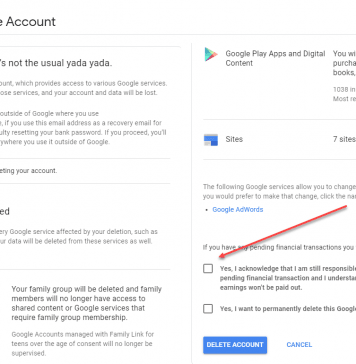 e Account
's not the usual yada yada.
ount, which provides access to various Google services.
ose services, and your account and data will be lost.
outside of Google where you use
, if you use this email address as a recovery email for
ulty resetting your bank password. If you proceed, you'll
ywhere you use it outside of Google.
eting your account.
ed
ery Google service affected by your deletion, such as
ur data will be deleted from these services as well.
Your family group will be deleted and family
members will no longer have access to
shared content or Google services that
require family group membership.
Google Accounts managed with Family Link for
teens over the age of consent will no longer be
supervised.
Google Play Apps and Digital
Content
You wi
purcha
books,
1038 in
Most re
Sites
7 sites
The following Google services allow you to change
you would prefer to make that change, click the na
• Google AdWords
If you have any pending financial transactions you
Yes, I acknowledge that I am still responsible
pending financial transaction and I understa
earnings won't be paid out.
Yes, I want to permanently delete this Googl
DELETE ACCOUNT
CANCEL